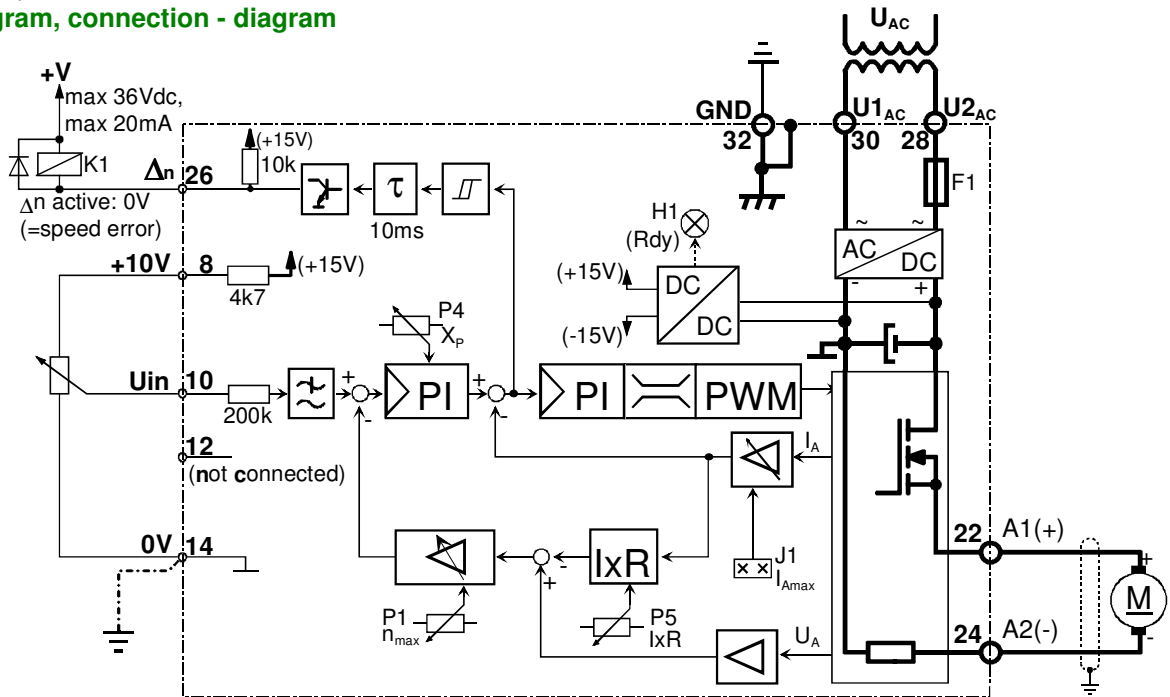 gram, connection - diagram
U_AC
+V
max 36Vdc,
max 20mA
K1
Δn
26
Δn active: 0V
(=speed error)
(+15V)
10k
τ
10ms
GND
32
U1_AC
30
U2_AC
28
F1
H1
(Rdy)
~ ~
AC
DC
- +
(+15V)
DC
DC
(-15V)
+10V
8
(+15V)
4k7
P4
X_P
Uin
10
200k
+
-
PI
+
-
PI
PWM
12
(not connected)
I_A
0V
14
J1
I_Amax
x x
IxR
-
+
P1
n_max
P5
IxR
U_A
22
A1(+)
24
A2(-)
+
M
-